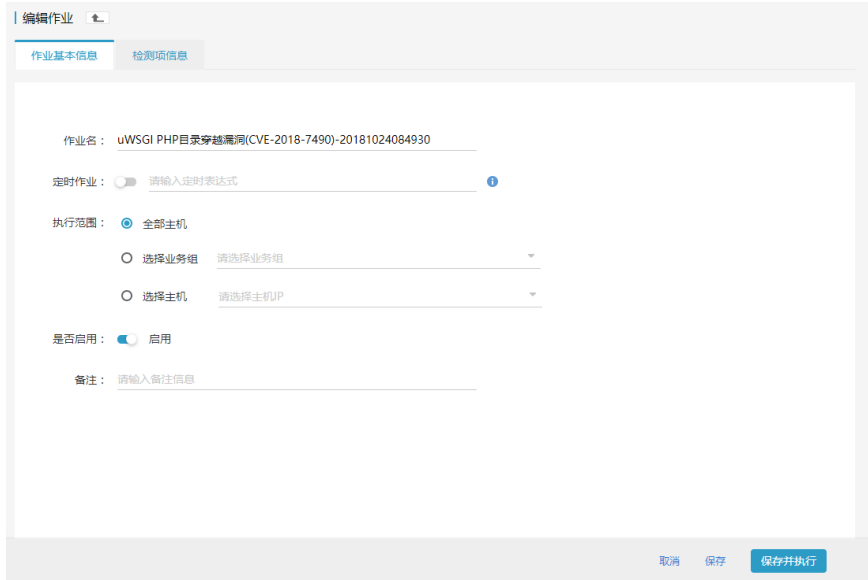 编辑作业
作业基本信息 检测项信息
作业名： uWSGI PHP目录穿越漏洞(CVE-2018-7490)-20181024084930
定时作业： 请输入定时表达式
执行范围： 全部主机
选择业务组 请选择业务组
选择主机 请选择主机IP
是否启用： 启用
备注： 请输入备注信息
取消 保存 保存并执行